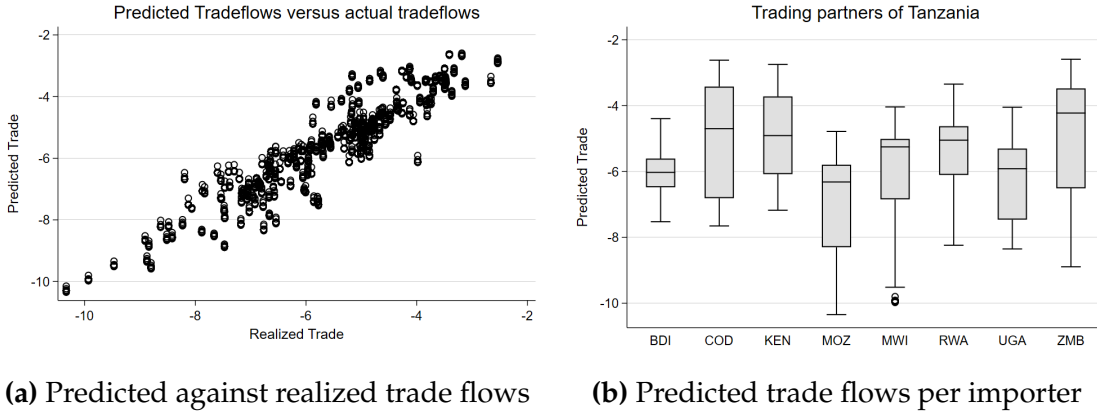 Predicted Tradeflows versus actual tradeflows
Predicted Trade
-2
-4
-6
-8
-10
-10 -8 -6 -4 -2
Realized Trade
(a) Predicted against realized trade flows
Trading partners of Tanzania
Predicted Trade
-2
-4
-6
-8
-10
BDI COD KEN MOZ MWI RWA UGA ZMB
(b) Predicted trade flows per importer